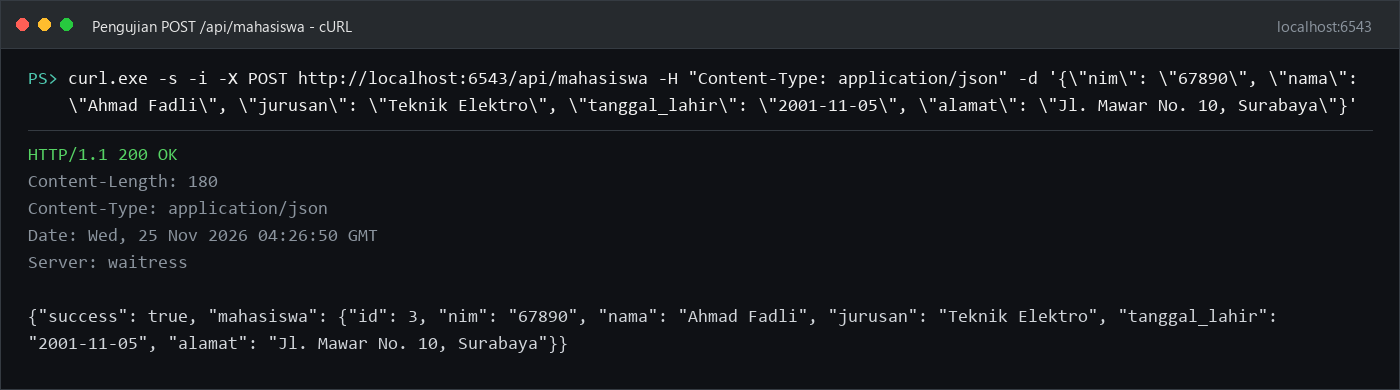 Pengujian POST /api/mahasiswa - cURL
localhost:6543
PS> curl.exe -s -i -X POST http://localhost:6543/api/mahasiswa -H "Content-Type: application/json" -d '{\"nim\": \"67890\", \"nama\":
\"Ahmad Fadli\", \"jurusan\": \"Teknik Elektro\", \"tanggal_lahir\": \"2001-11-05\", \"alamat\": \"Jl. Mawar No. 10, Surabaya\"}'
HTTP/1.1 200 OK
Content-Length: 180
Content-Type: application/json
Date: Wed, 25 Nov 2026 04:26:50 GMT
Server: waitress
{"success": true, "mahasiswa": {"id": 3, "nim": "67890", "nama": "Ahmad Fadli", "jurusan": "Teknik Elektro", "tanggal_lahir":
"2001-11-05", "alamat": "Jl. Mawar No. 10, Surabaya"}}